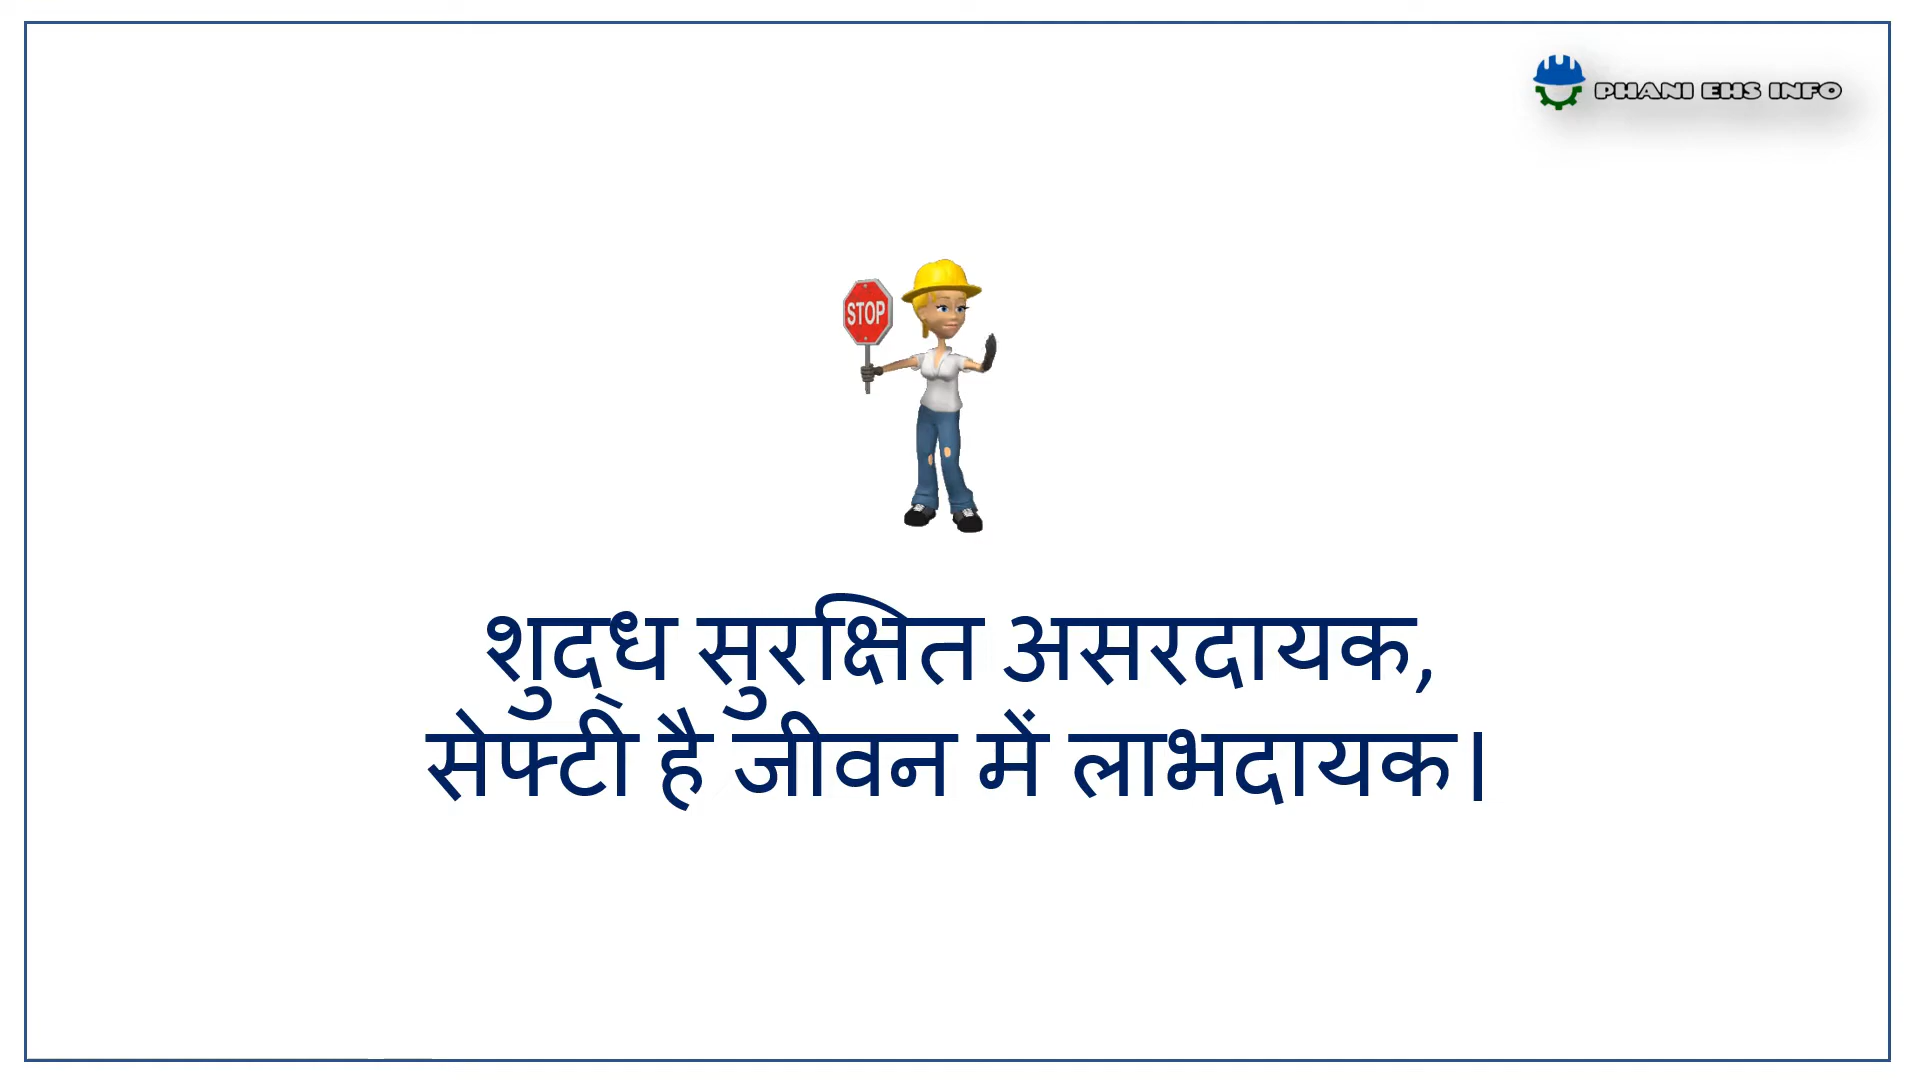 PHANI EHS INFO
STOP
शुद्ध सुरक्षित असरदायक,
सेफ्टी है जीवन में लाभदायक।